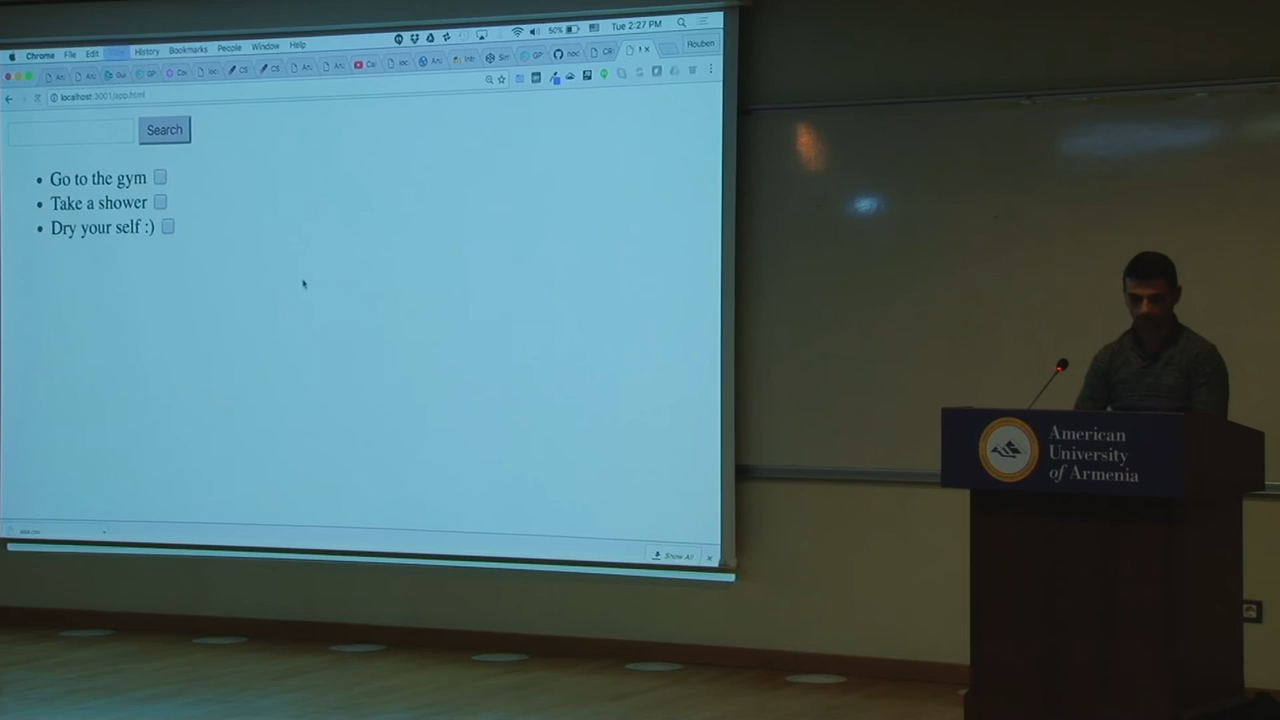 50% Tue 2:27 PM
Chrome File Edit History Bookmarks People Window Help
Rouben
localhost:3001/app.html
Search
• Go to the gym
• Take a shower
• Dry your self :)
Show All
American
University
of Armenia